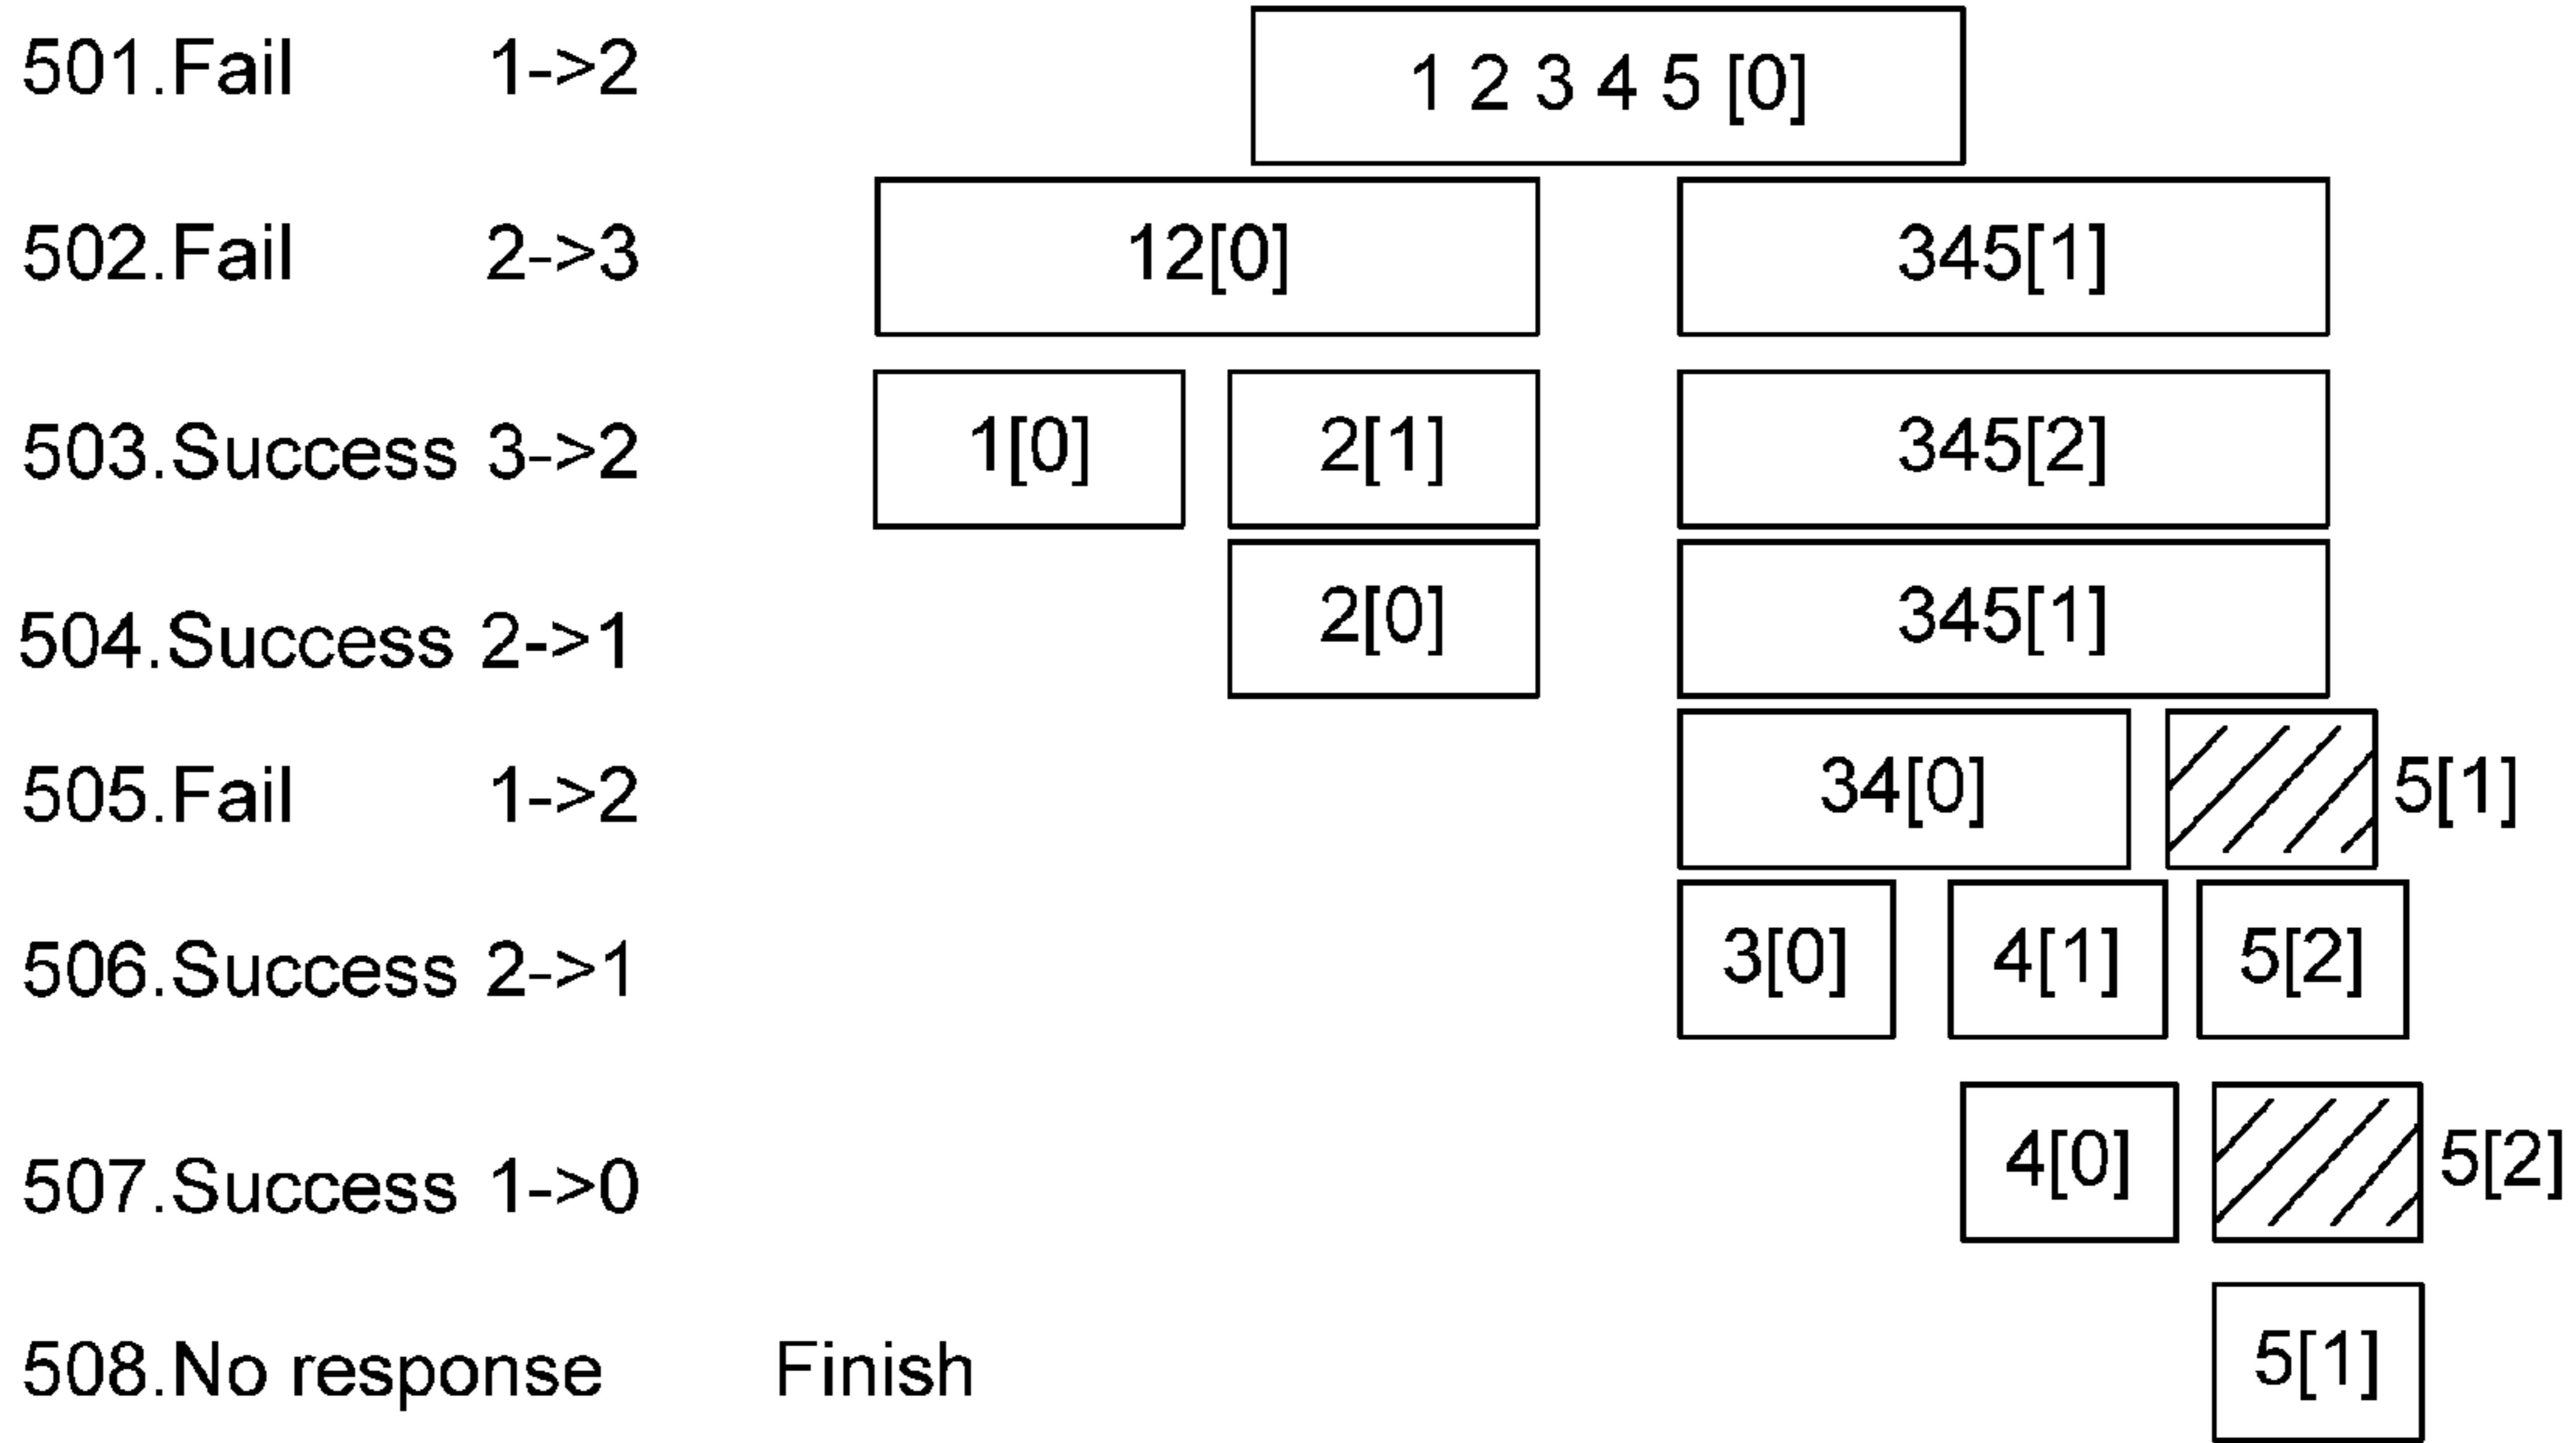 501.Fail 1->2 1 2 3 4 5 [0]
502.Fail 2->3 12[0] 345[1]
503.Success 3->2 1[0] 2[1] 345[2]
504.Success 2->1 2[0] 345[1]
505.Fail 1->2 34[0] 5[1]
506.Success 2->1 3[0] 4[1] 5[2]
507.Success 1->0 4[0] 5[2]
508.No response Finish 5[1]